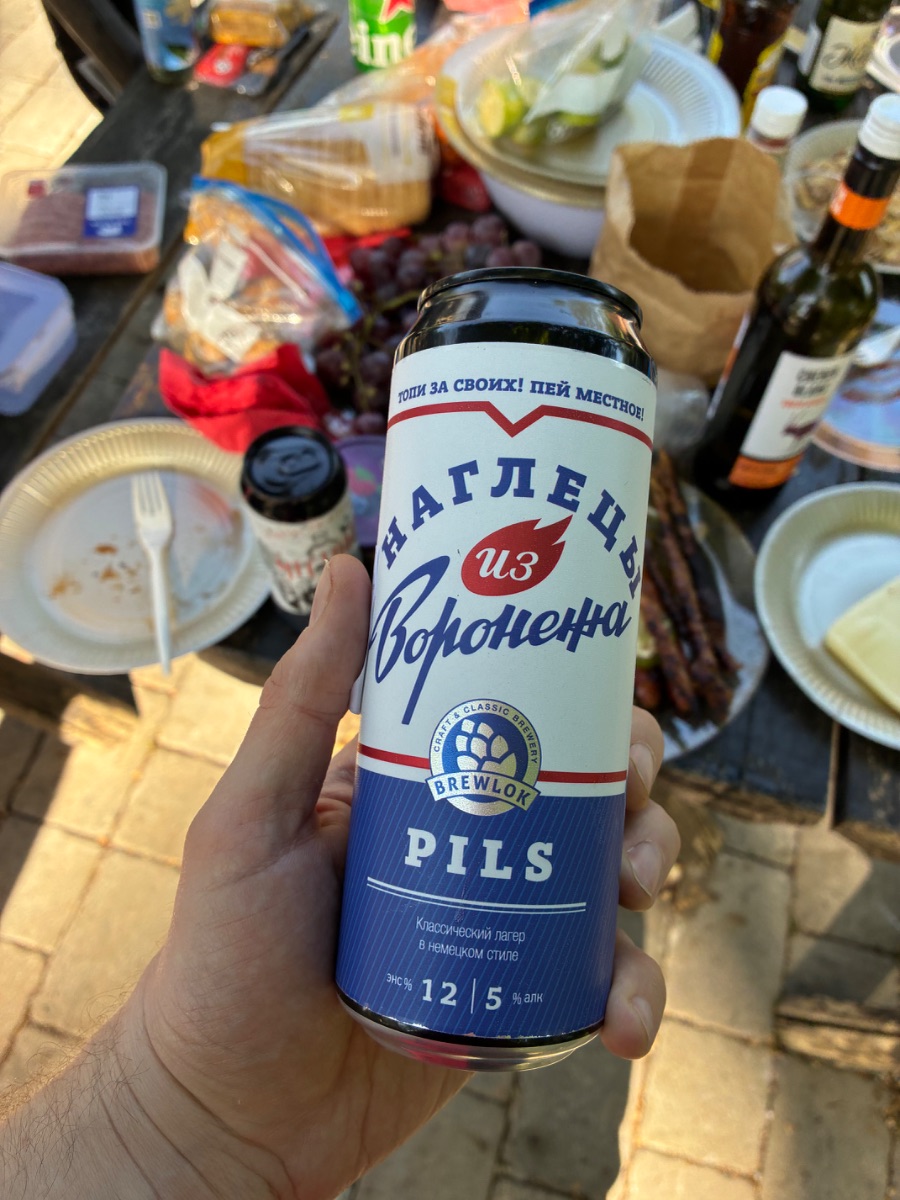 ТОПИ ЗА СВОИХ! ПЕЙ МЕСТНОЕ!
НАГЛЕЦЫ
из
Воронежа
CRAFT & CLASSIC BREWERY
BREWLOK
PILS
Классический лагер
в немецком стиле
энс% 12 | 5 % алк